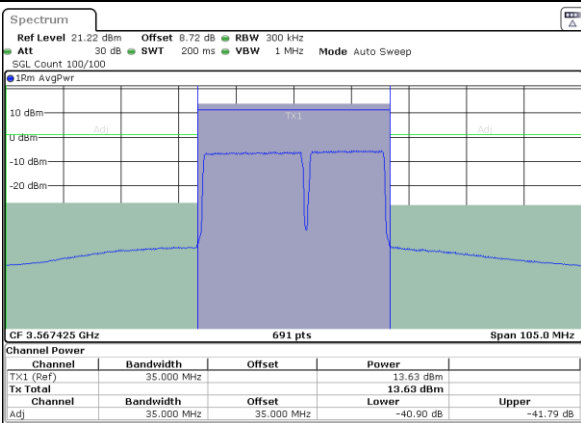 Spectrum
Ref Level 21.22 dBm Offset 8.72 dB RBW 300 kHz
Att 30 dB SWT 200 ms VBW 1 MHz Mode Auto Sweep
SGL Count 100/100
1Rm AvgPwr
10 dBm
TX1
Adj Adj
0 dBm
-10 dBm
-20 dBm
CF 3.567425 GHz 691 pts Span 105.0 MHz
Channel Power
Channel Bandwidth Offset Power
TX1 (Ref) 35.000 MHz 13.63 dBm
Tx Total 13.63 dBm
Channel Bandwidth Offset Lower Upper
Adj 35.000 MHz 35.000 MHz -40.90 dB -41.79 dB